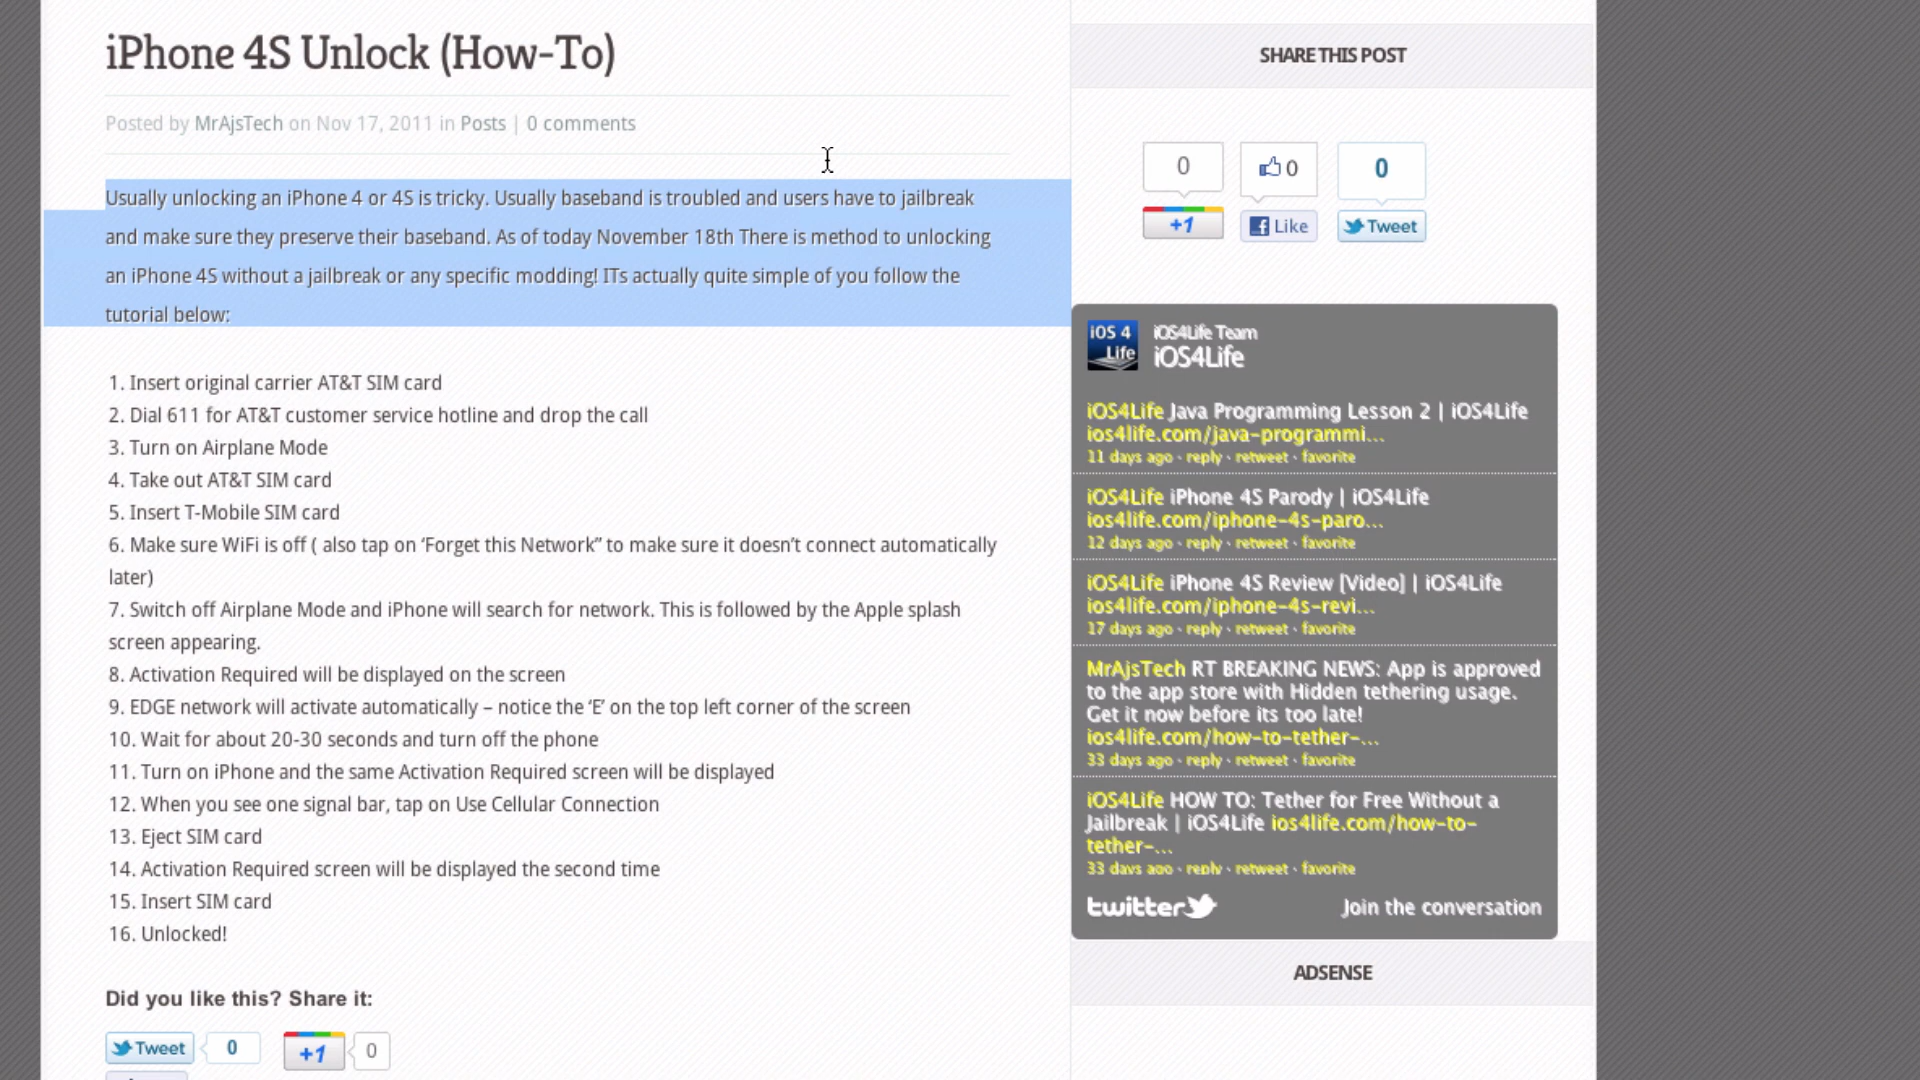 iPhone 4S Unlock (How-To)
Posted by MrAjsTech on Nov 17, 2011 in Posts | 0 comments
Usually unlocking an iPhone 4 or 4S is tricky. Usually baseband is troubled and users have to jailbreak
and make sure they preserve their baseband. As of today November 18th There is method to unlocking
an iPhone 4S without a jailbreak or any specific modding! ITs actually quite simple of you follow the
tutorial below:
1. Insert original carrier AT&T SIM card
2. Dial 611 for AT&T customer service hotline and drop the call
3. Turn on Airplane Mode
4. Take out AT&T SIM card
5. Insert T-Mobile SIM card
6. Make sure WiFi is off ( also tap on ‘Forget this Network” to make sure it doesn’t connect automatically
later)
7. Switch off Airplane Mode and iPhone will search for network. This is followed by the Apple splash
screen appearing.
8. Activation Required will be displayed on the screen
9. EDGE network will activate automatically – notice the ‘E’ on the top left corner of the screen
10. Wait for about 20-30 seconds and turn off the phone
11. Turn on iPhone and the same Activation Required screen will be displayed
12. When you see one signal bar, tap on Use Cellular Connection
13. Eject SIM card
14. Activation Required screen will be displayed the second time
15. Insert SIM card
16. Unlocked!
Did you like this? Share it:
Tweet 0 +1 0
SHARE THIS POST
0 0 0
+1 Like Tweet
iOS 4 Life
iOS4Life Team
iOS4Life
iOS4Life Java Programming Lesson 2 | iOS4Life
ios4life.com/java-programmi...
11 days ago · reply · retweet · favorite
iOS4Life iPhone 4S Parody | iOS4Life
ios4life.com/iphone-4s-paro...
12 days ago · reply · retweet · favorite
iOS4Life iPhone 4S Review [Video] | iOS4Life
ios4life.com/iphone-4s-revi...
17 days ago · reply · retweet · favorite
MrAjsTech RT BREAKING NEWS: App is approved
to the app store with Hidden tethering usage.
Get it now before its too late!
ios4life.com/how-to-tether-...
33 days ago · reply · retweet · favorite
iOS4Life HOW TO: Tether for Free Without a
Jailbreak | iOS4Life ios4life.com/how-to-
tether-...
33 days ago · reply · retweet · favorite
twitter Join the conversation
ADSENSE